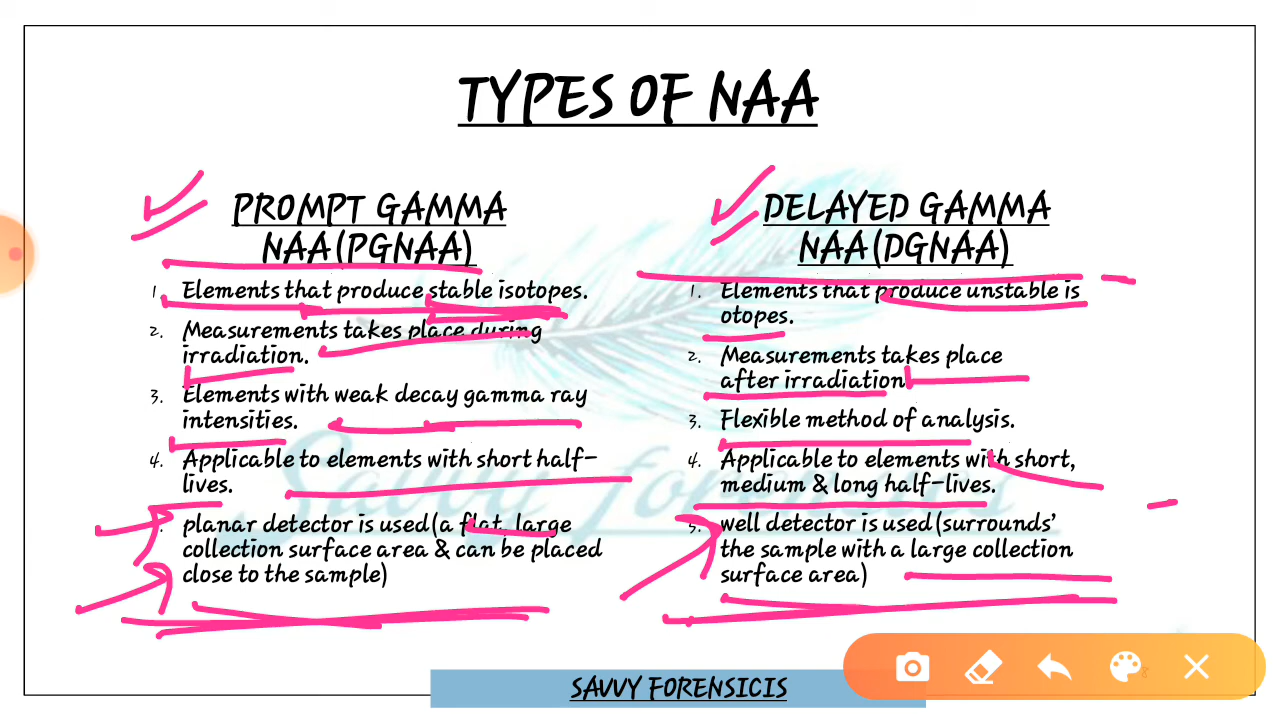 TYPES OF NAA
PROMPT GAMMA
NAA(PGNAA)
1. Elements that produce stable isotopes.
2. Measurements takes place during
irradiation.
3. Elements with weak decay gamma ray
intensities.
4. Applicable to elements with short half-
lives.
planar detector is used(a flat, large
collection surface area & can be placed
close to the sample)
DELAYED GAMMA
NAA(DGNAA)
1. Elements that produce unstable is
otopes.
2. Measurements takes place
after irradiation
3. Flexible method of analysis.
4. Applicable to elements with short,
medium & long half-lives.
5. well detector is used(surrounds'
the sample with a large collection
surface area)
Savvy forensics
SAVVY FORENSICIS